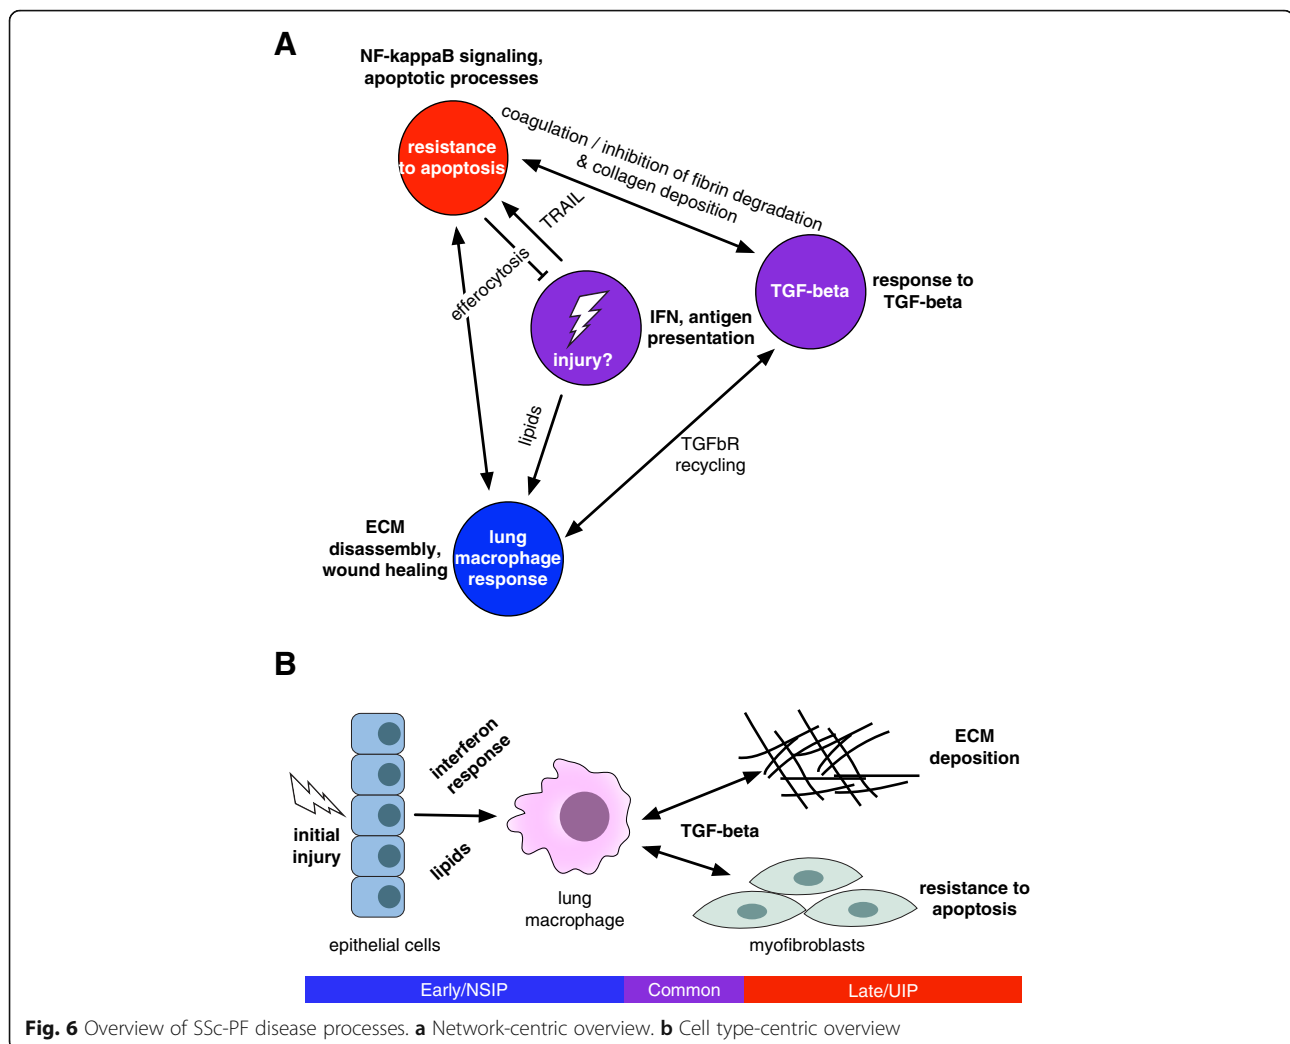 A
NF-kappaB signaling,
apoptotic processes
resistance
to apoptosis
coagulation / inhibition of fibrin degradation
& collagen deposition
TRAIL
efferocytosis
TGF-beta
response to
TGF-beta
injury?
IFN, antigen
presentation
lipids
TGFbR
recycling
ECM
disassembly,
wound healing
lung
macrophage
response
B
initial
injury
epithelial cells
interferon
response
lipids
lung
macrophage
TGF-beta
ECM
deposition
resistance to
apoptosis
myofibroblasts
Early/NSIP
Common
Late/UIP
Fig. 6 Overview of SSc-PF disease processes. a Network-centric overview. b Cell type-centric overview